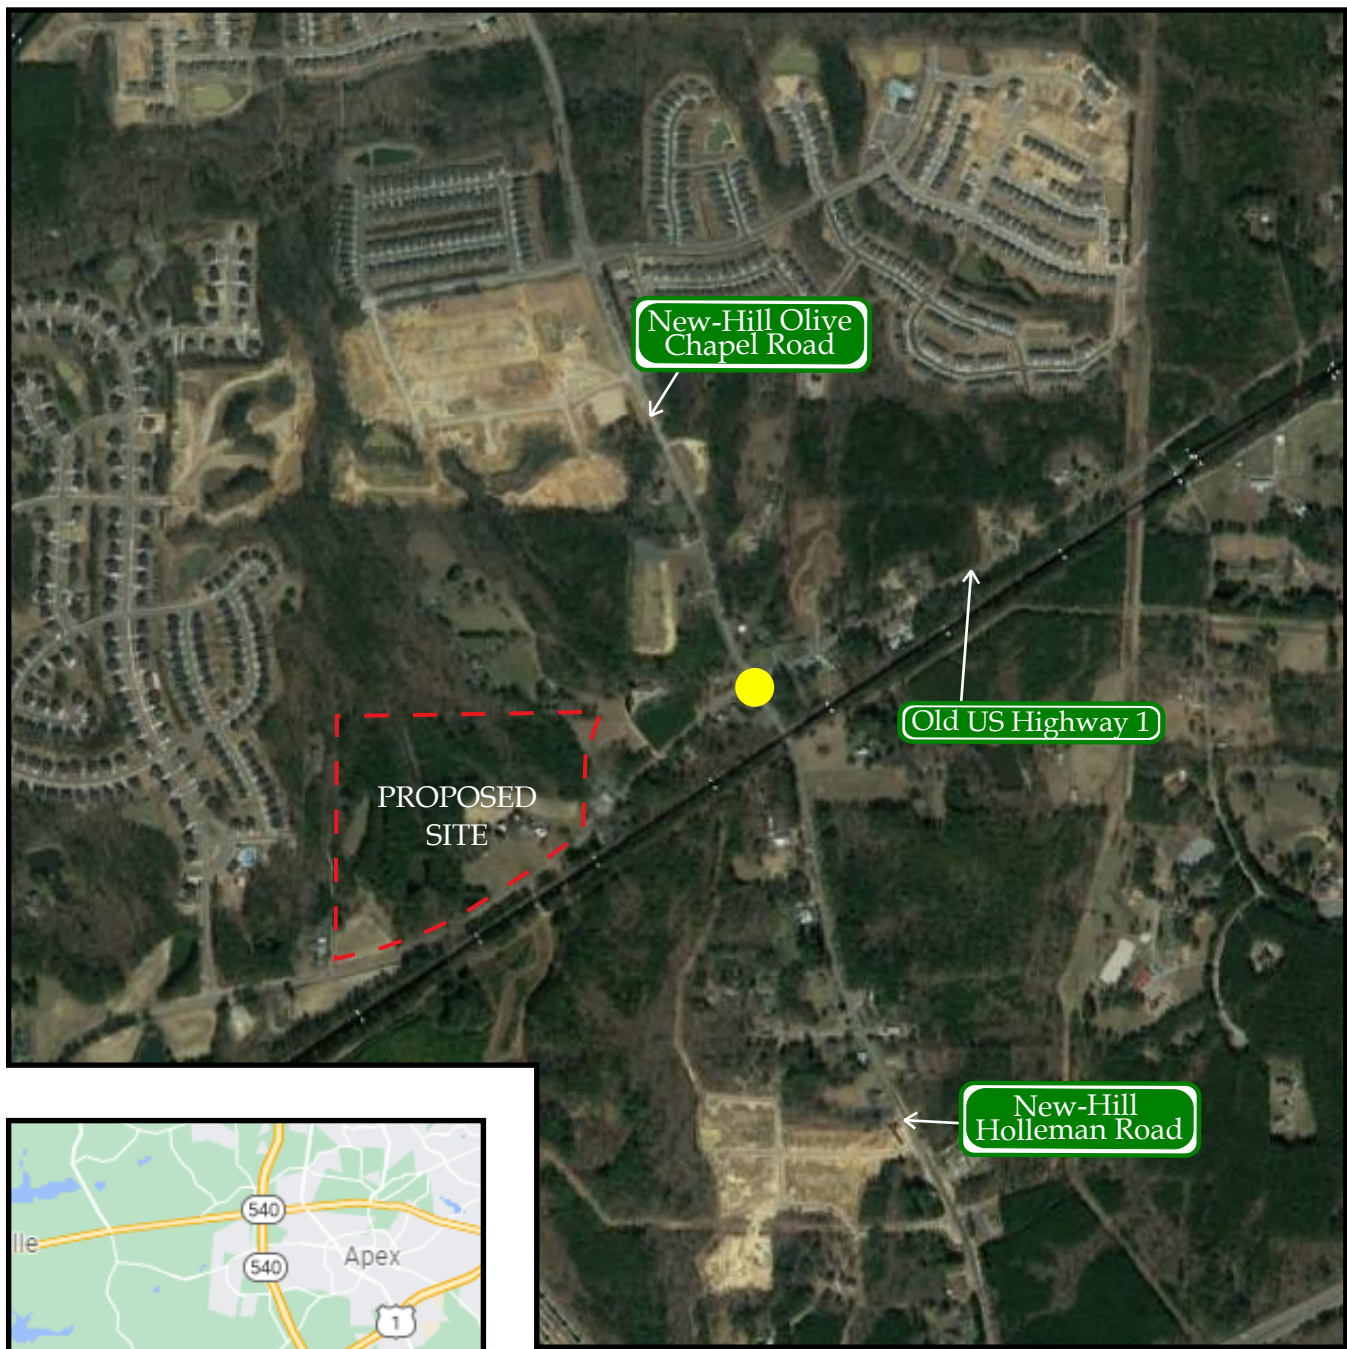 New-Hill Olive
Chapel Road
Old US Highway 1
PROPOSED
SITE
New-Hill
Holleman Road
540
lle
540
Apex
1